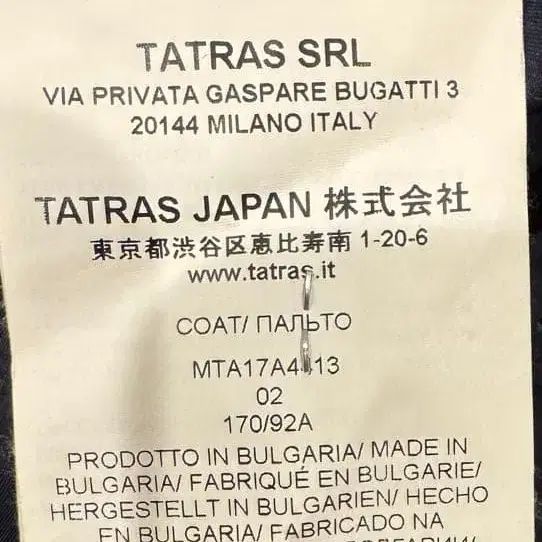 TATRAS SRL
VIA PRIVATA GASPARE BUGATTI 3
20144 MILANO ITALY
TATRAS JAPAN 株式会社
東京都渋谷区恵比寿南 1-20-6
www.tatras.it
COAT/ ПАЛЬТО
02
170/92A
PRODOTTO IN BULGARIA/ MADE IN
BULGARIA/ FABRIQUÉ EN BULGARIE/
HERGESTELLT IN BULGARIEN/ HECHO
EN BULGARIA/ FABRICADO NA